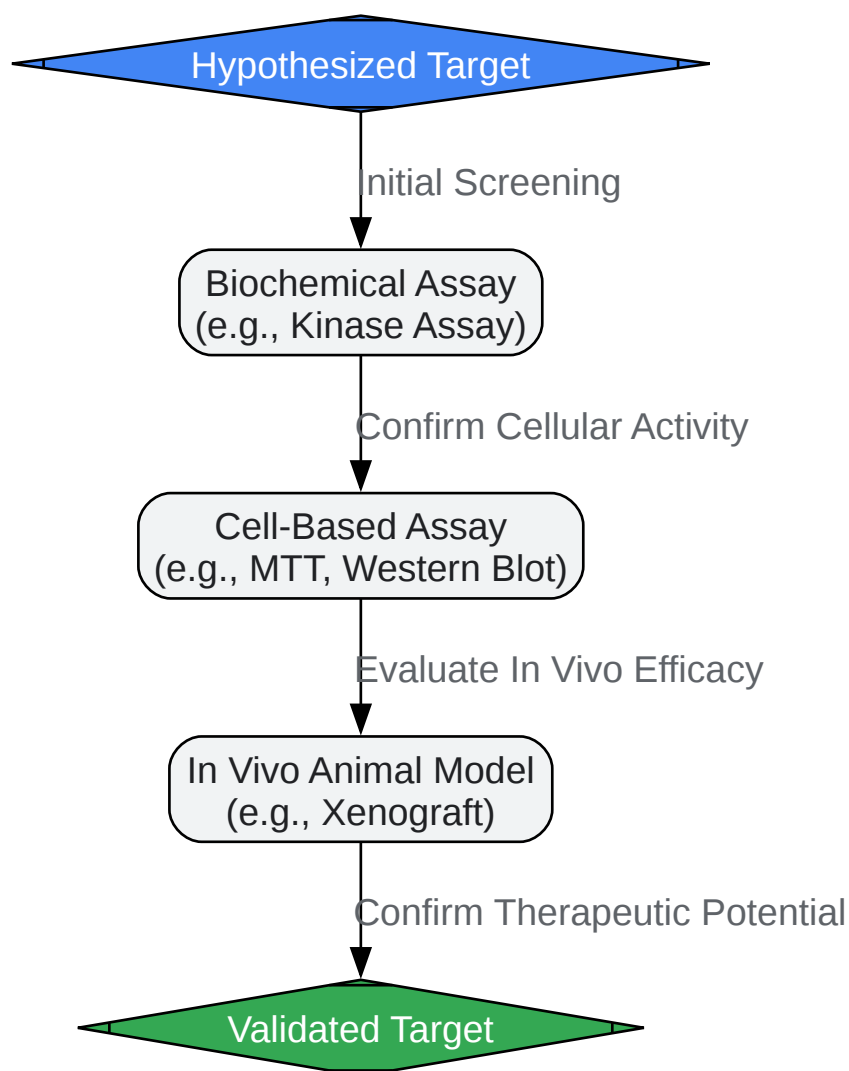 Hypothesized Target
Initial Screening
Biochemical Assay
(e.g., Kinase Assay)
Confirm Cellular Activity
Cell-Based Assay
(e.g., MTT, Western Blot)
Evaluate In Vivo Efficacy
In Vivo Animal Model
(e.g., Xenograft)
Confirm Therapeutic Potential
Validated Target